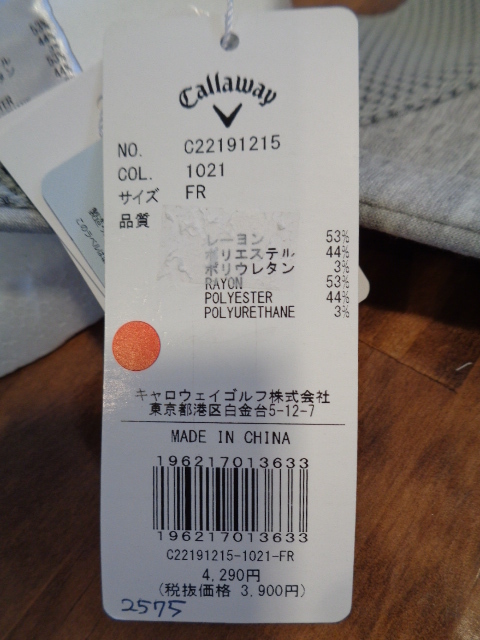 Callaway
NO. C22191215
COL. 1021
サイズ FR
品質
レーヨン 53%
ポリエステル 44%
ポリウレタン 3%
RAYON 53%
POLYESTER 44%
POLYURETHANE 3%
キャロウェイゴルフ株式会社
東京都港区白金台5-12-7
MADE IN CHINA
196217013633
196217013633
C22191215-1021-FR
4,290円
(税抜価格 3,900円)
2575